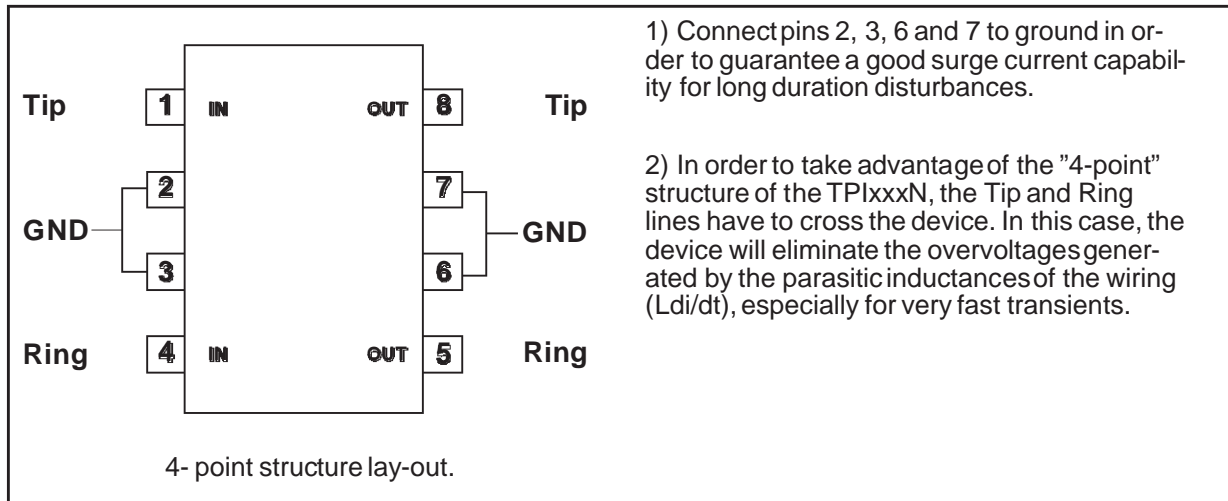 Tip 1 IN OUT 8 Tip
2 7
GND GND
3 6
Ring 4 IN OUT 5 Ring
4- point structure lay-out.
1) Connect pins 2, 3, 6 and 7 to ground in or-
der to guarantee a good surge current capabil-
ity for long duration disturbances.
2) In order to take advantage of the ”4-point”
structure of the TPIxxxN, the Tip and Ring
lines have to cross the device. In this case, the
device will eliminate the overvoltages gener-
ated by the parasitic inductances of the wiring
(Ldi/dt), especially for very fast transients.